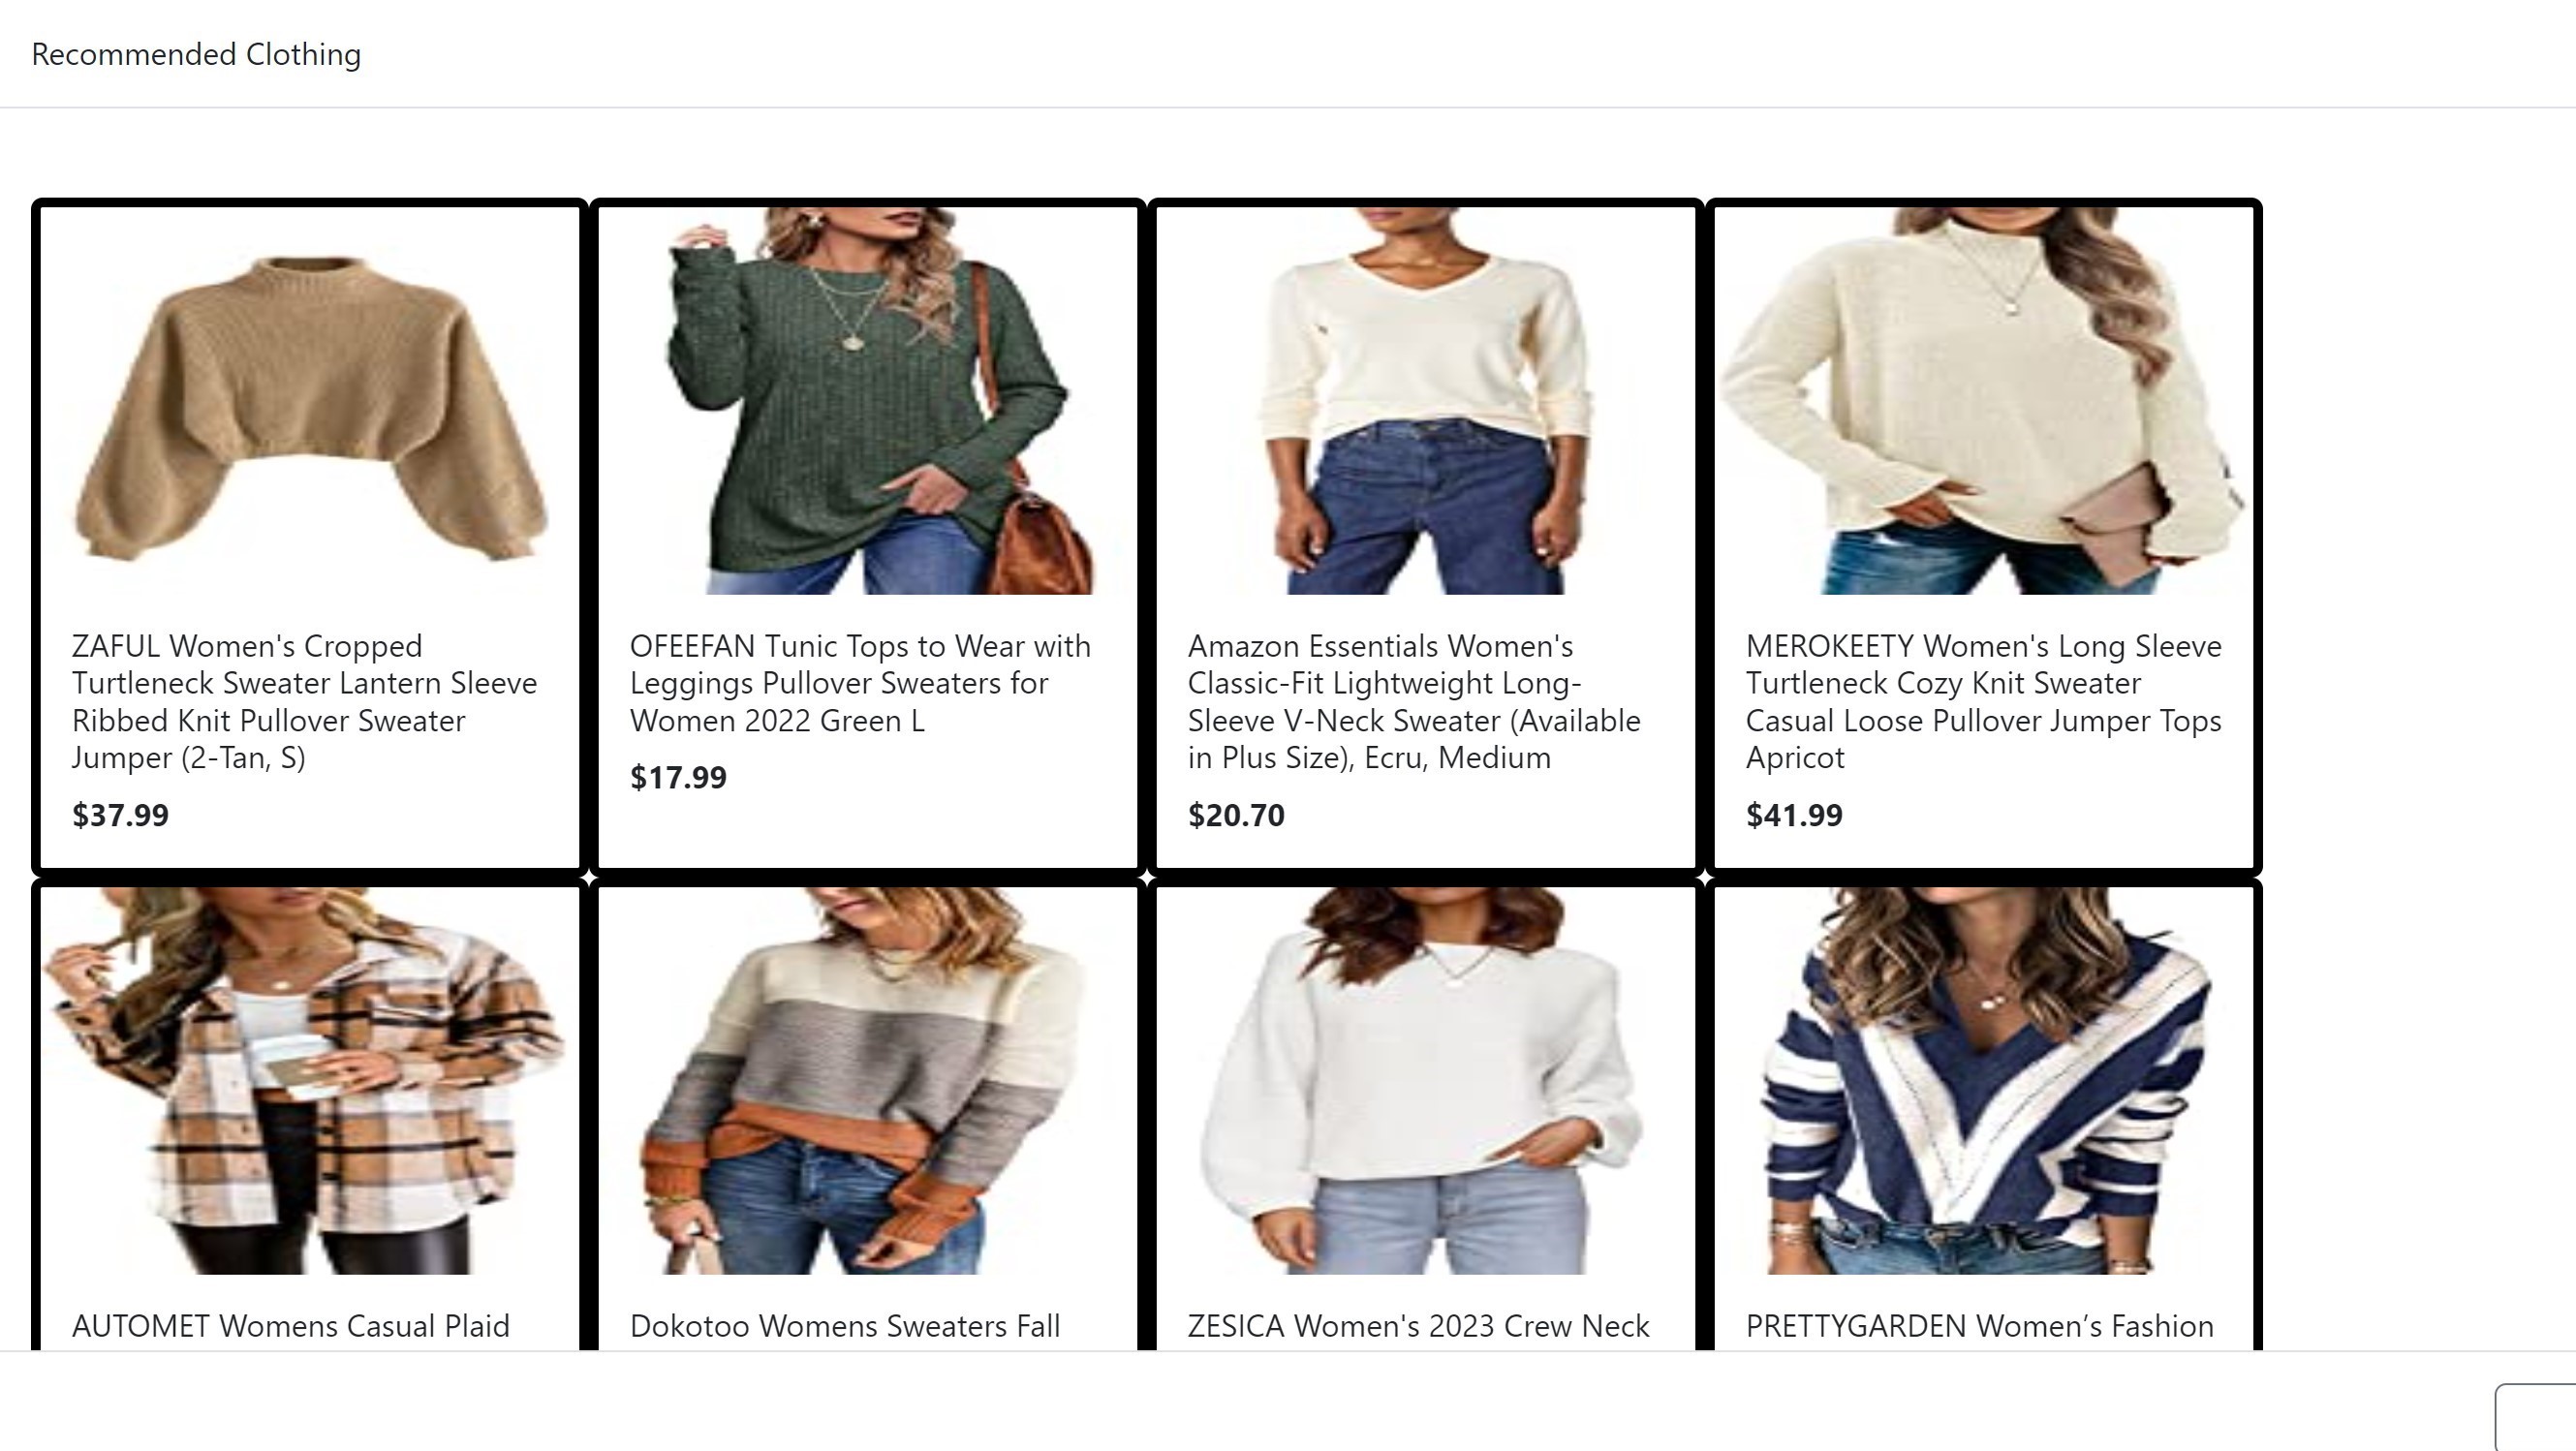 Recommended Clothing
ZAFUL Women's Cropped
Turtleneck Sweater Lantern Sleeve
Ribbed Knit Pullover Sweater
Jumper (2-Tan, S)
$37.99
OFEEFAN Tunic Tops to Wear with
Leggings Pullover Sweaters for
Women 2022 Green L
$17.99
Amazon Essentials Women's
Classic-Fit Lightweight Long-
Sleeve V-Neck Sweater (Available
in Plus Size), Ecru, Medium
$20.70
MEROKEETY Women's Long Sleeve
Turtleneck Cozy Knit Sweater
Casual Loose Pullover Jumper Tops
Apricot
$41.99
AUTOMET Womens Casual Plaid
Dokotoo Womens Sweaters Fall
ZESICA Women's 2023 Crew Neck
PRETTYGARDEN Women’s Fashion